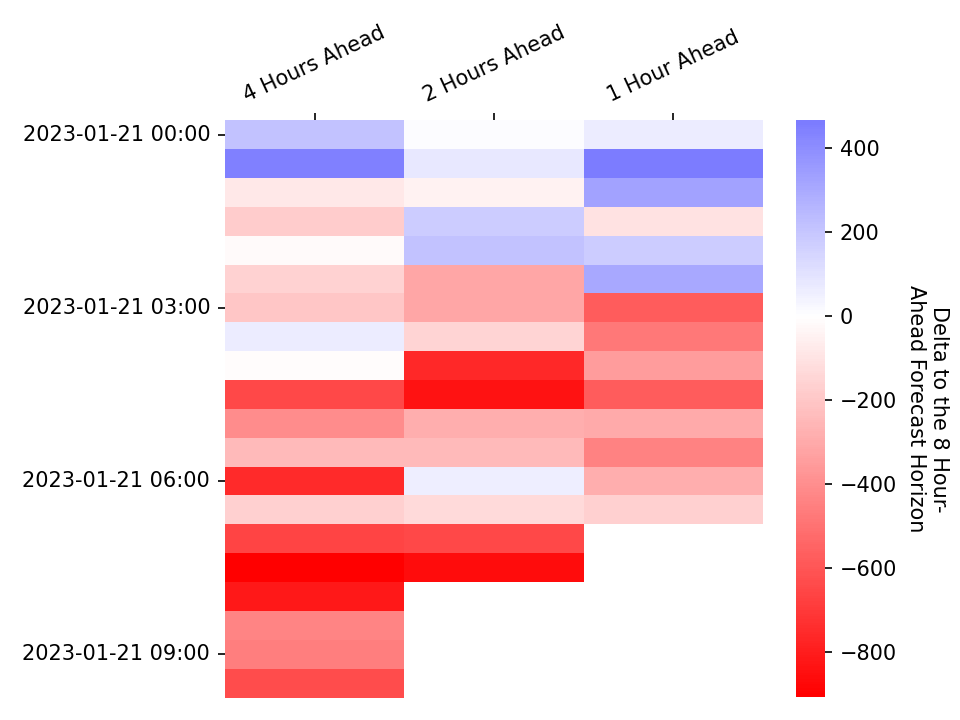 4 Hours Ahead
2 Hours Ahead
1 Hour Ahead
2023-01-21 00:00
2023-01-21 03:00
2023-01-21 06:00
2023-01-21 09:00
400
200
0
−200
−400
−600
−800
Delta to the 8 Hour-
Ahead Forecast Horizon